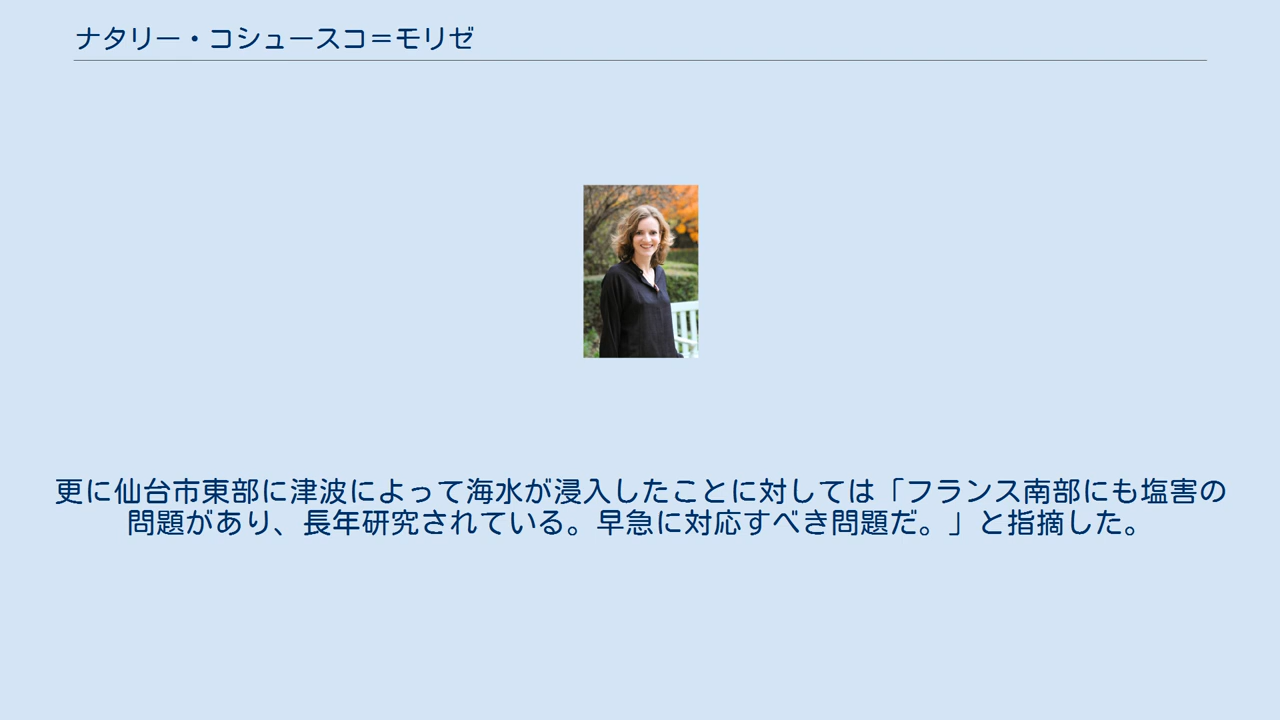 ナタリー・コシュースコ＝モリゼ
更に仙台市東部に津波によって海水が浸入したことに対しては「フランス南部にも塩害の
問題があり、長年研究されている。早急に対応すべき問題だ。」と指摘した。